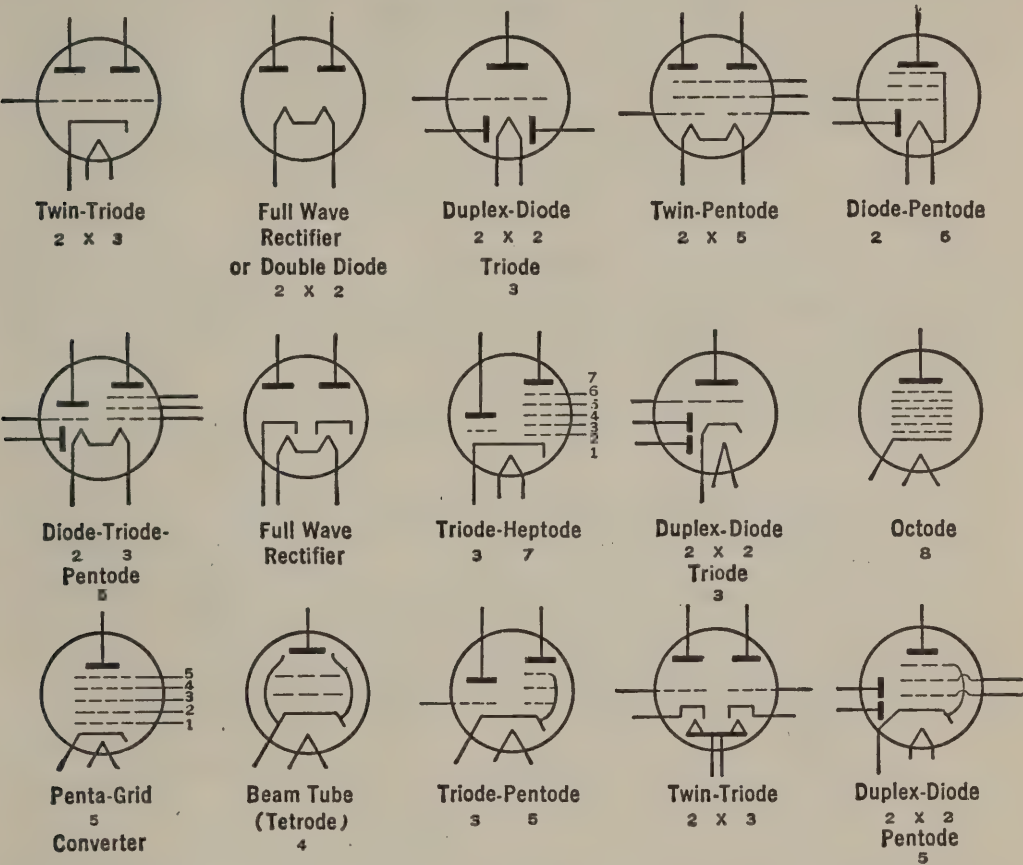 Twin-Triode
2 X 3
Full Wave
Rectifier
or Double Diode
2 X 2
Duplex-Diode
2 X 2
Triode
3
Twin-Pentode
2 X 5
Diode-Pentode
2 5
Diode-Triode-
2 3
Pentode
5
Full Wave
Rectifier
7
6
5
4
3
2
1
Triode-Heptode
3 7
Duplex-Diode
2 X 2
Triode
3
Octode
8
5
4
3
2
1
Penta-Grid
5
Converter
Beam Tube
(Tetrode)
4
Triode-Pentode
3 5
Twin-Triode
2 X 3
Duplex-Diode
2 X 2
Pentode
5